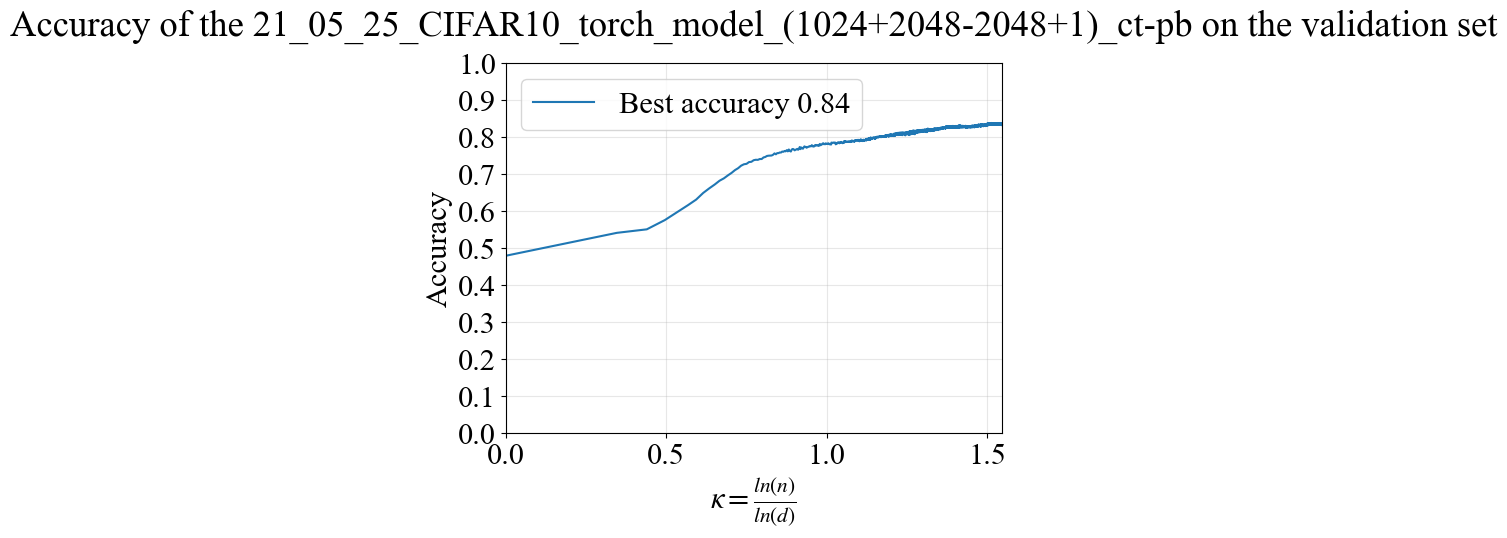 Accuracy of the 21_05_25_CIFAR10_torch_model_(1024+2048-2048+1)_ct-pb on the validation set
Best accuracy 0.84
Accuracy
1.0
0.9
0.8
0.7
0.6
0.5
0.4
0.3
0.2
0.1
0.0
0.0 0.5 1.0 1.5
κ = ln(n) / ln(d)